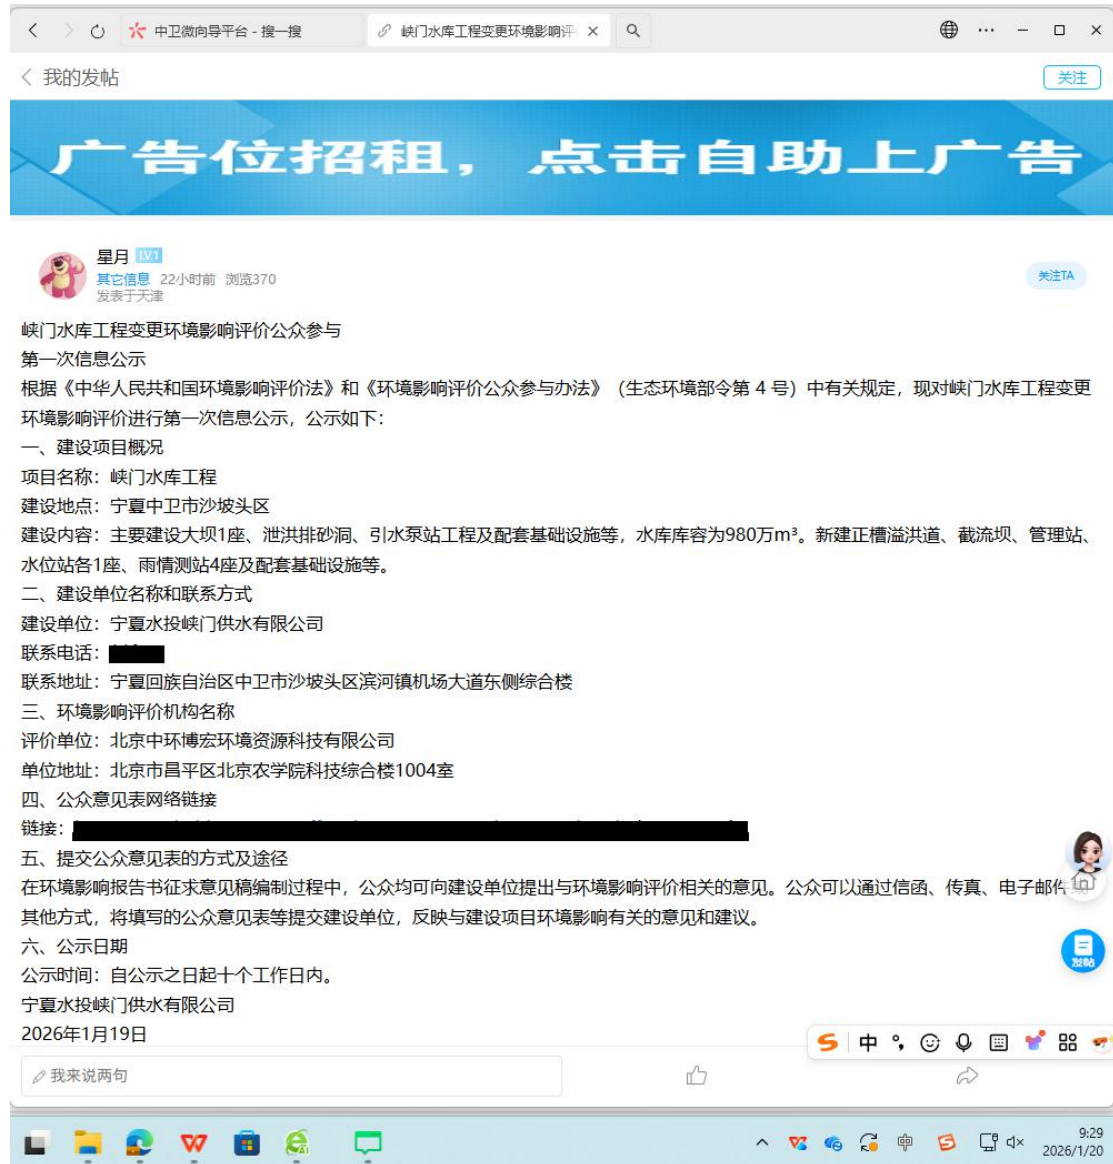 中卫微向导平台 - 搜一搜
峡门水库工程变更环境影响评
我的发帖
关注
广告位招租，点击自助上广告
星月 LV.1
其它信息 22小时前 浏览370
发表于天津
关注TA
峡门水库工程变更环境影响评价公众参与
第一次信息公示
根据《中华人民共和国环境影响评价法》和《环境影响评价公众参与办法》（生态环境部令第 4 号）中有关规定，现对峡门水库工程变更
环境影响评价进行第一次信息公示，公示如下：
一、建设项目概况
项目名称：峡门水库工程
建设地点：宁夏中卫市沙坡头区
建设内容：主要建设大坝1座、泄洪排砂洞、引水泵站工程及配套基础设施等，水库库容为980万m³。新建正槽溢洪道、截流坝、管理站、
水位站各1座、雨情测站4座及配套基础设施等。
二、建设单位名称和联系方式
建设单位：宁夏水投峡门供水有限公司
联系电话：
联系地址：宁夏回族自治区中卫市沙坡头区滨河镇机场大道东侧综合楼
三、环境影响评价机构名称
评价单位：北京中环博宏环境资源科技有限公司
单位地址：北京市昌平区北京农学院科技综合楼1004室
四、公众意见表网络链接
链接：
五、提交公众意见表的方式及途径
在环境影响报告书征求意见稿编制过程中，公众均可向建设单位提出与环境影响评价相关的意见。公众可以通过信函、传真、电子邮件
其他方式，将填写的公众意见表等提交建设单位，反映与建设项目环境影响有关的意见和建议。
发帖
六、公示日期
公示时间：自公示之日起十个工作日内。
宁夏水投峡门供水有限公司
2026年1月19日
中
我来说两句
中
9:29
2026/1/20